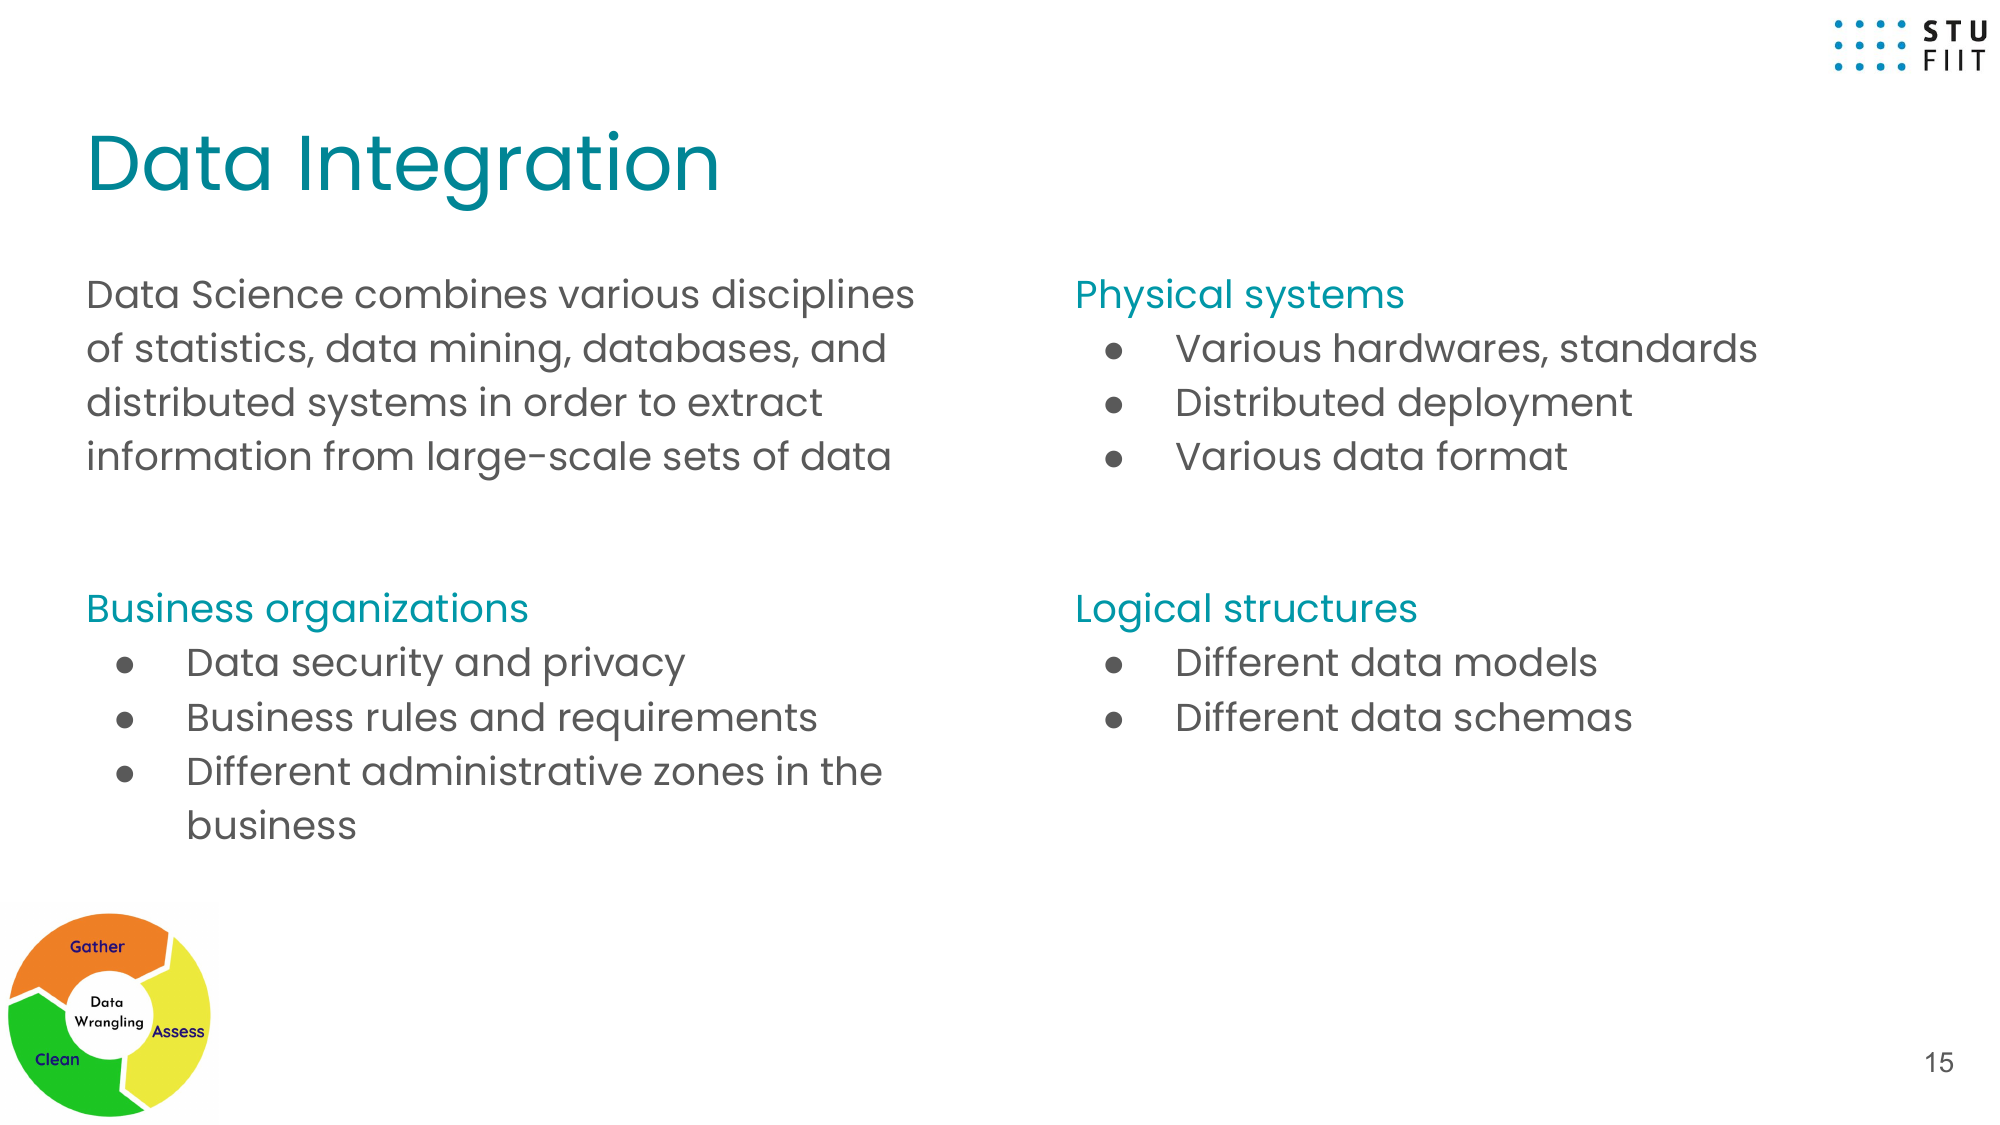 STU
FIIT
Data Integration
Data Science combines various disciplines
of statistics, data mining, databases, and
distributed systems in order to extract
information from large-scale sets of data
Physical systems
● Various hardwares, standards
● Distributed deployment
● Various data format
Business organizations
● Data security and privacy
● Business rules and requirements
● Different administrative zones in the
business
Logical structures
● Different data models
● Different data schemas
Gather
Data
Wrangling
Assess
Clean
15